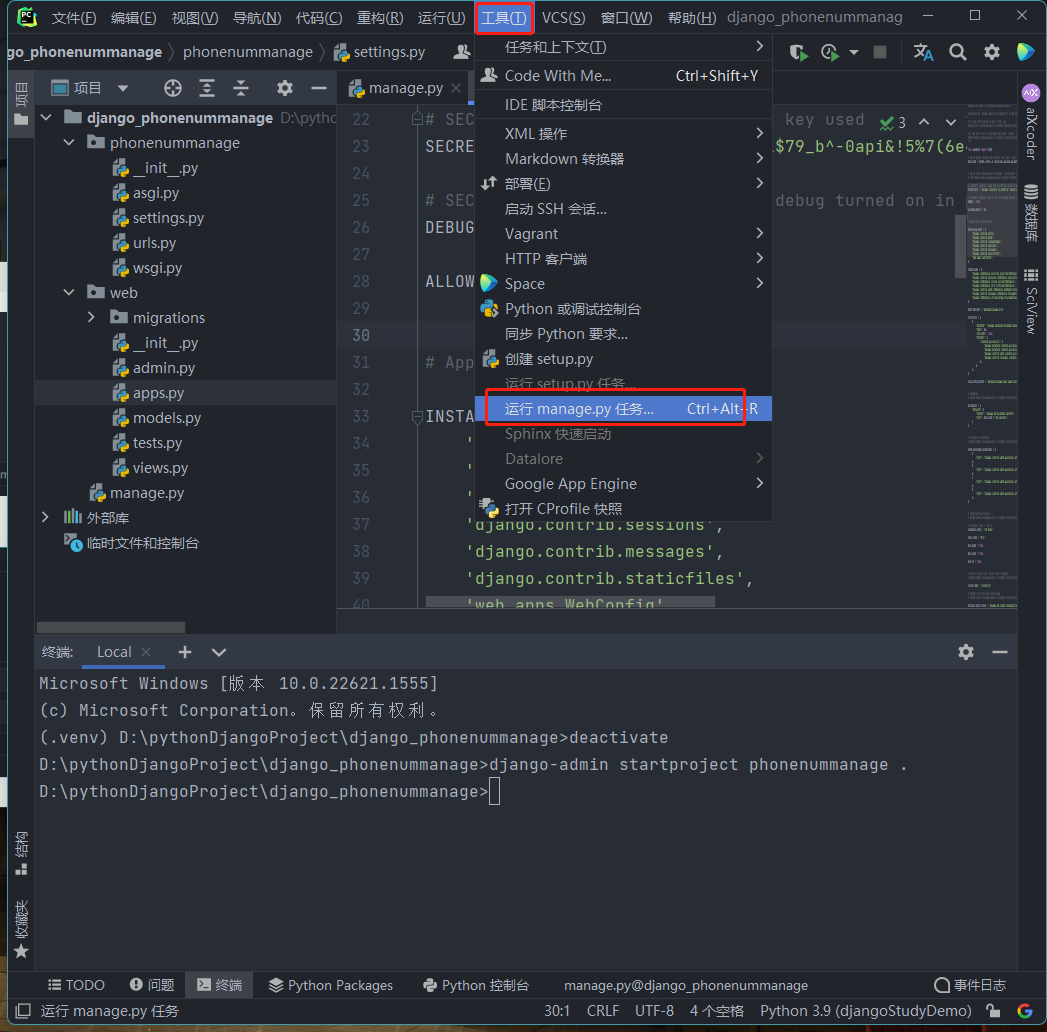 PC 文件(F) 编辑(E) 视图(V) 导航(N) 代码(C) 重构(R) 运行(U) 工具(T) VCS(S) 窗口(W) 帮助(H) django_phonenummanag
go_phonenummanage phonenummanage settings.py
项目
项目
manage.py
django_phonenummanage D:\pytho
phonenummanage
__init__.py
asgi.py
settings.py
urls.py
wsgi.py
web
migrations
__init__.py
admin.py
apps.py
models.py
tests.py
views.py
manage.py
外部库
临时文件和控制台
任务和上下文(T)
Code With Me... Ctrl+Shift+Y
IDE 脚本控制台
XML 操作
Markdown 转换器
部署(E)
启动 SSH 会话...
Vagrant
HTTP 客户端
Space
Python 或调试控制台
同步 Python 要求...
创建 setup.py
运行 setup.py 任务...
运行 manage.py 任务... Ctrl+Alt+R
Sphinx 快速启动
Datalore
Google App Engine
打开 CProfile 快照
22 # SEC key used 3
23 SECRE $79_b^-0api&!5%7(6e
24
25 # SEC debug turned on in
26 DEBUG
27
28 ALLOW
29
30
31 # App
32
33 INSTA
34 '
35 '
36 '
37 'django.contrib.sessions',
38 'django.contrib.messages',
39 'django.contrib.staticfiles',
40 'web.apps.WebConfig'
aiXcoder
数据库
SciView
终端: Local
Microsoft Windows [版本 10.0.22621.1555]
(c) Microsoft Corporation。保留所有权利。
(.venv) D:\pythonDjangoProject\django_phonenummanage>deactivate
D:\pythonDjangoProject\django_phonenummanage>django-admin startproject phonenummanage .
D:\pythonDjangoProject\django_phonenummanage>
结构
收藏夹
TODO 问题 终端 Python Packages Python 控制台 manage.py@django_phonenummanage 事件日志
运行 manage.py 任务 30:1 CRLF UTF-8 4 个空格 Python 3.9 (djangoStudyDemo)